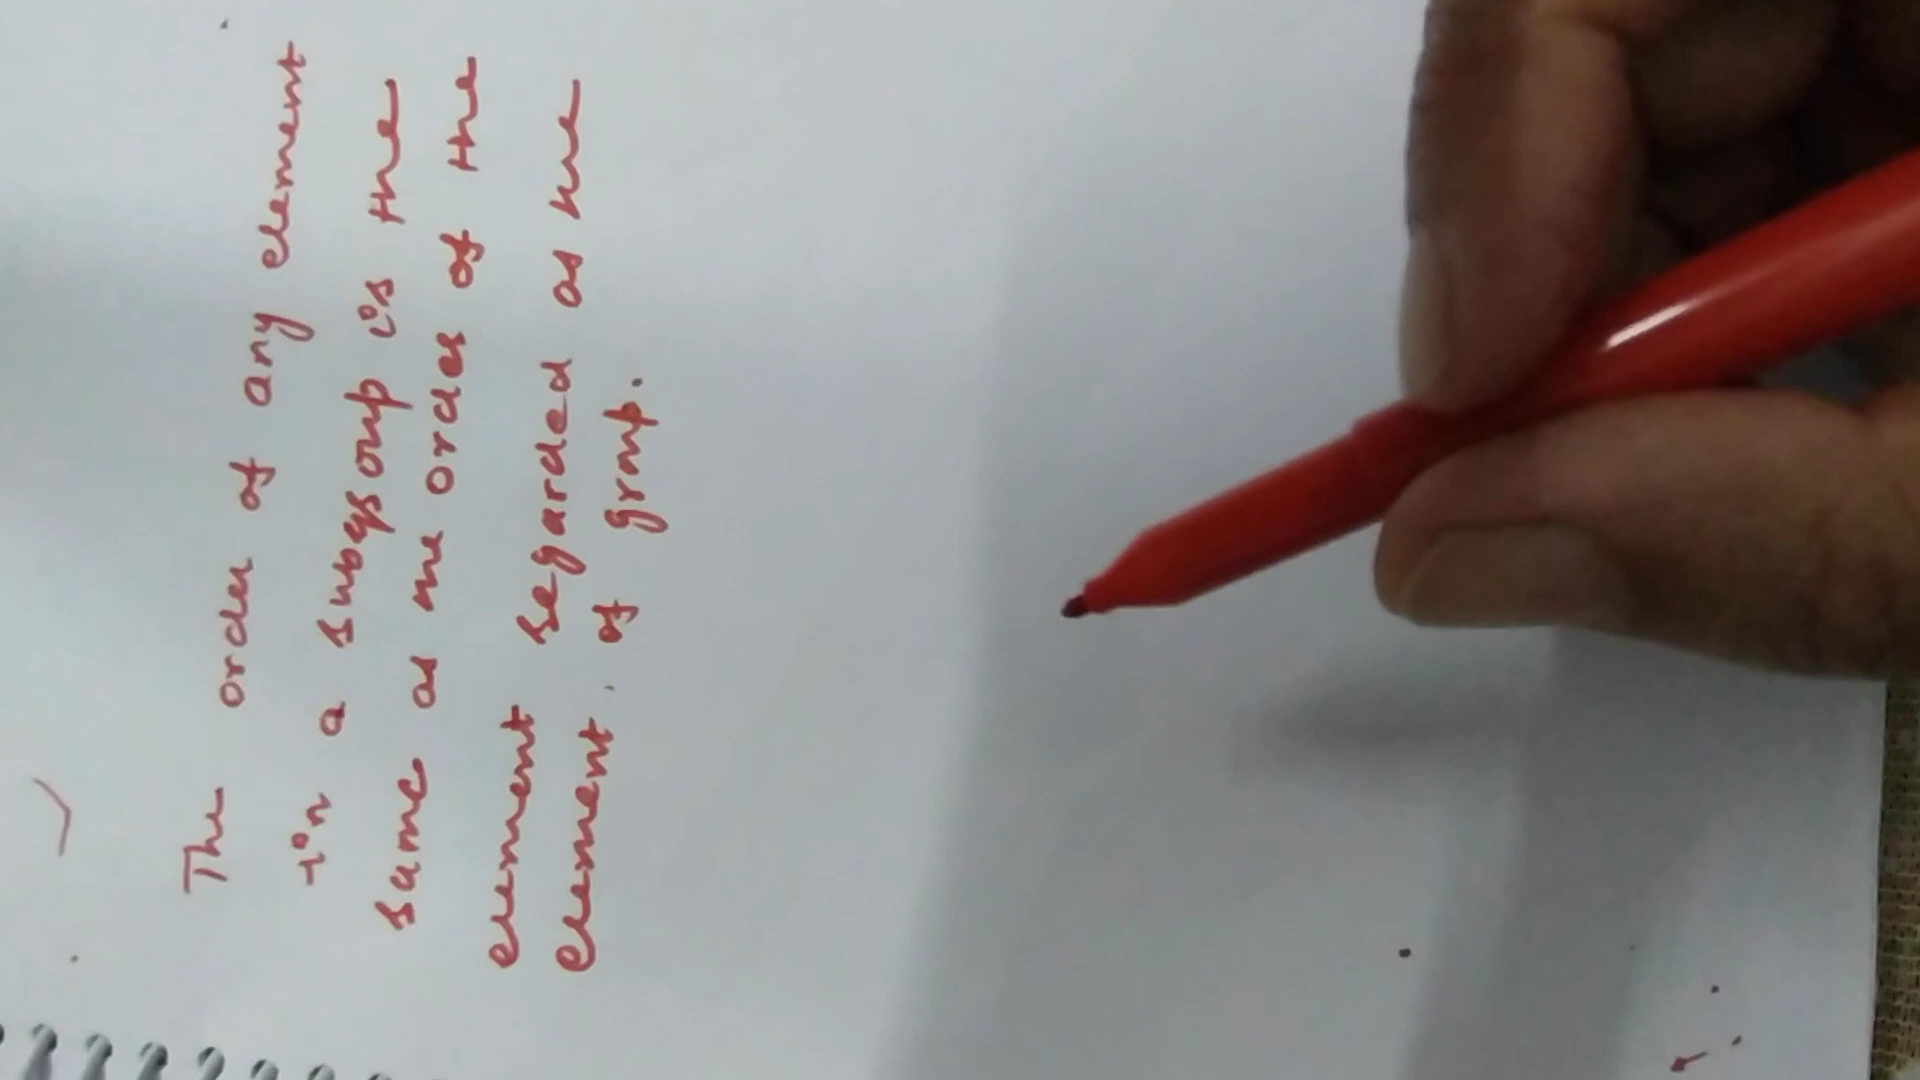 The order of any element
in a subgroup is the
same as the order of the
element regarded as the
element of group.